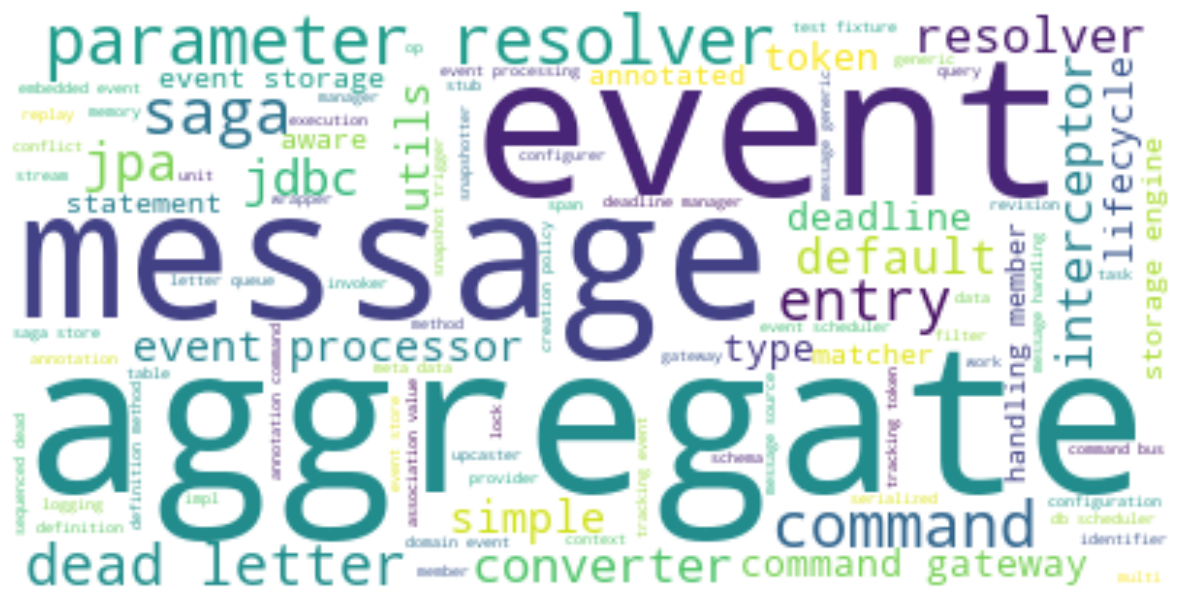 parameter resolver
test fixture
resolver
op
token
generic
event storage
event processing
annotated
query
embedded event
manager
stub
saga
utils
replay
memory
execution
event
message generic
interceptor
lifecycle
aware
conflict
jpa
unit
jdbc
snapshot trigger
snapshotter
configurer
storage engine
stream
wrapper
statement
span
deadline manager
deadline
revision
message
creation policy
default
handling member
message handling
task
letter queue
invoker
entry
data
saga store
method
event scheduler
filter
annotation
event processor
annotation command
gateway
type
matcher
work
table
meta data
aggregate
sequenced dead
definition method
event store
association value
lock
upcaster
provider
tracking event
schema
message source
tracking token
command bus
logging
impl
definition
simple
serialized
configuration
command
db scheduler
domain event
context
identifier
dead letter
member
converter
command gateway
multi